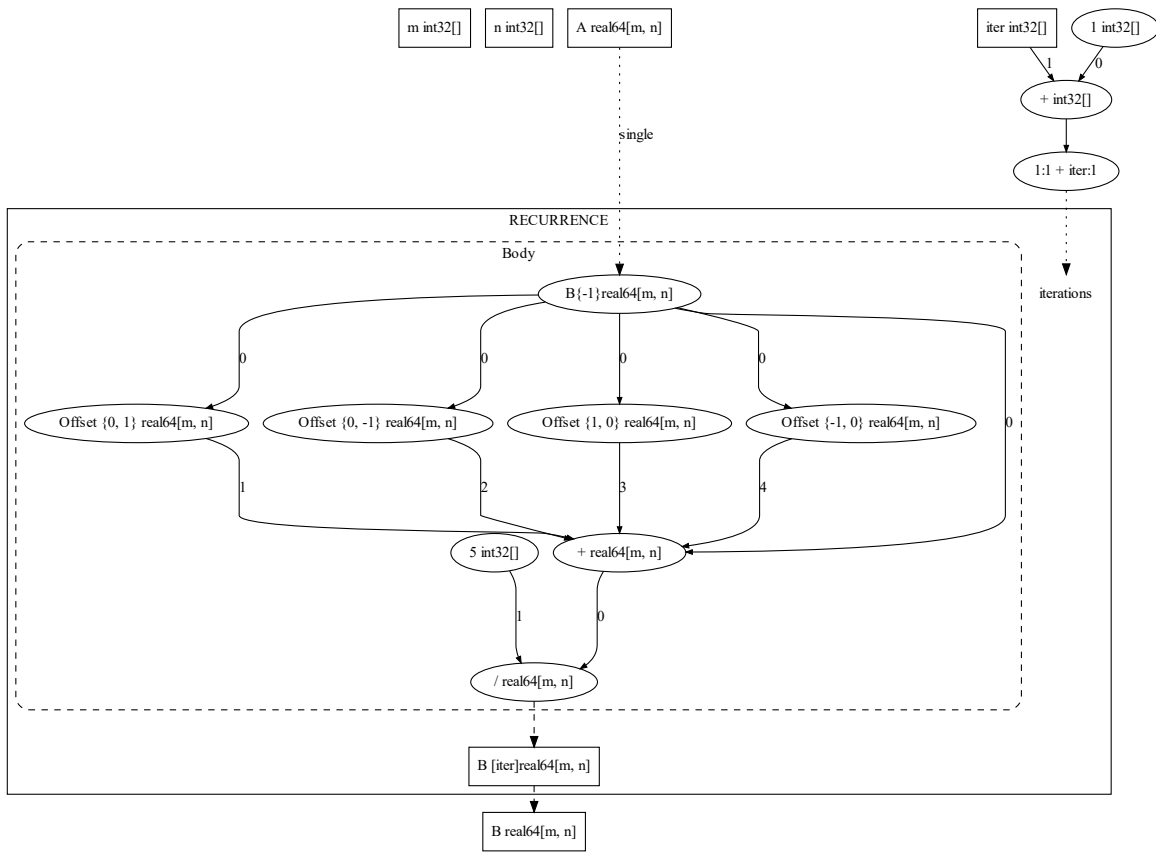 m int32[]
n int32[]
A real64[m, n]
iter int32[]
1 int32[]
1
0
+ int32[]
single
1:1 + iter:1
RECURRENCE
Body
B{-1}real64[m, n]
iterations
0
0
0
0
0
Offset {0, 1} real64[m, n]
Offset {0, -1} real64[m, n]
Offset {1, 0} real64[m, n]
Offset {-1, 0} real64[m, n]
1
2
3
4
5 int32[]
+ real64[m, n]
1
0
/ real64[m, n]
B [iter]real64[m, n]
B real64[m, n]